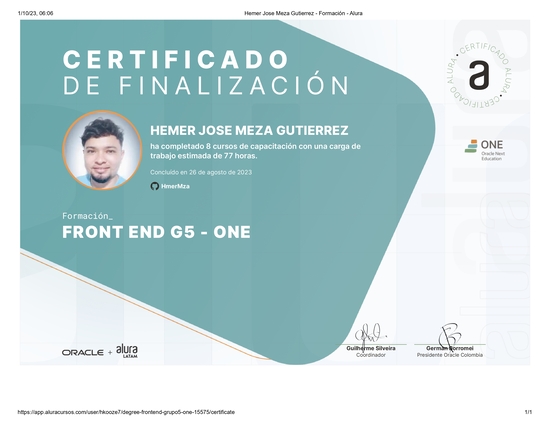 1/10/23, 06:06
Hemer Jose Meza Gutierrez - Formación - Alura
CERTIFICADO
DE FINALIZACIÓN
CERTIFICADO ALURA • CERTIFICADO ALURA •
a
HEMER JOSE MEZA GUTIERREZ
ha completado 8 cursos de capacitación con una carga de
trabajo estimada de 77 horas.
Concluido en 26 de agosto de 2023
HmerMza
ONE
Oracle Next
Education
Formación_
FRONT END G5 - ONE
ORACLE + alura
LATAM
Guilherme Silveira
Coordinador
German Borromei
Presidente Oracle Colombia
https://app.aluracursos.com/user/hkooze7/degree-frontend-grupo5-one-15575/certificate
1/1